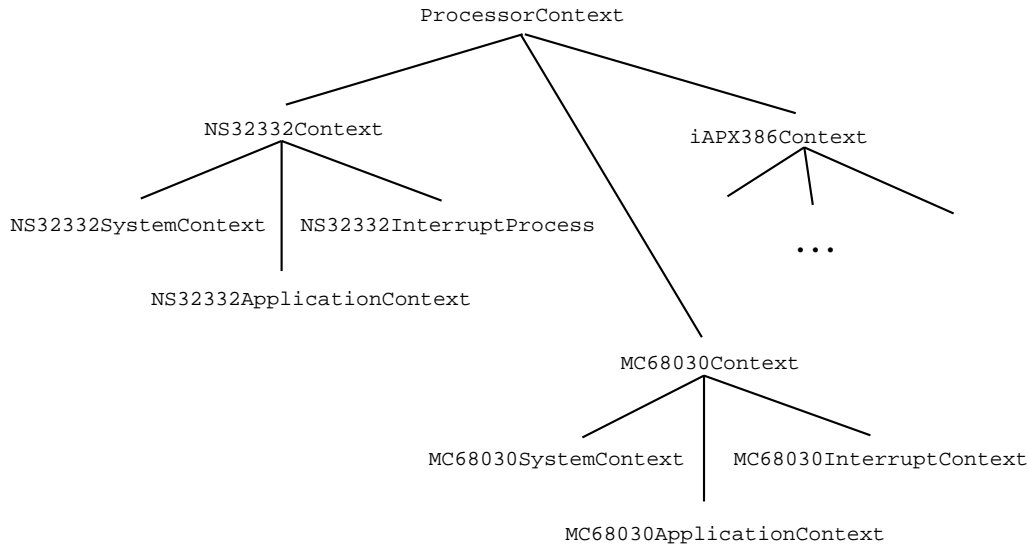 ProcessorContext
NS32332Context
iAPX386Context
NS32332SystemContext
NS32332InterruptProcess
...
NS32332ApplicationContext
MC68030Context
MC68030SystemContext
MC68030InterruptContext
MC68030ApplicationContext